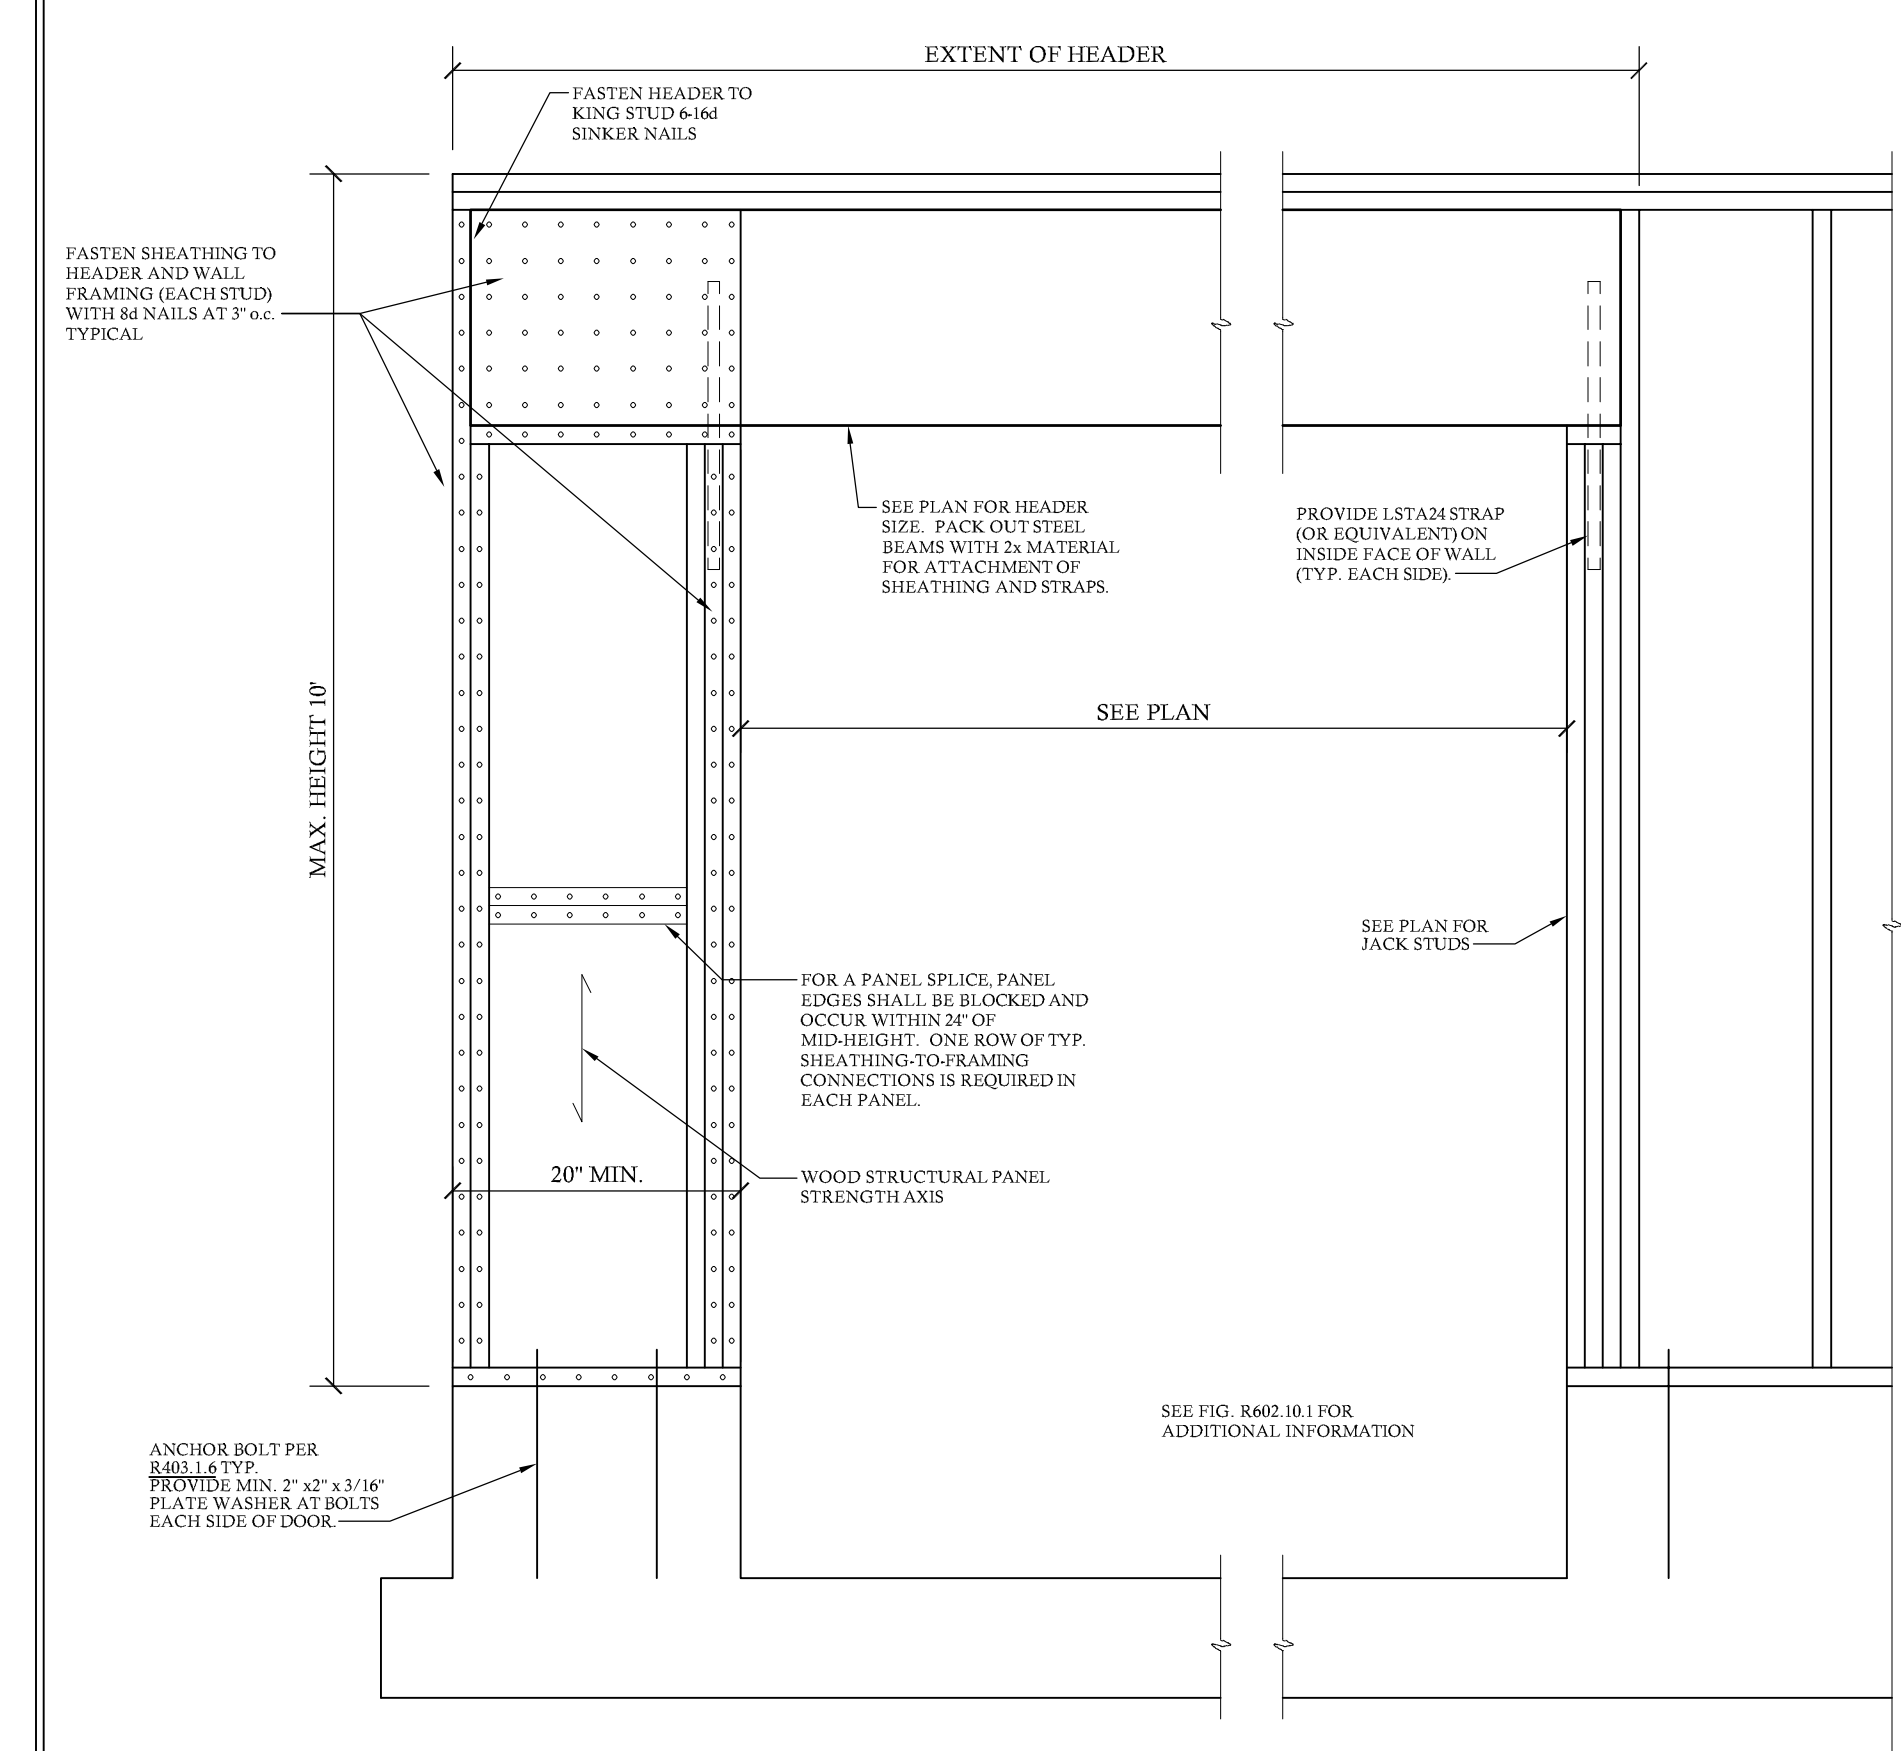 EXTENT OF HEADER
FASTEN HEADER TO
KING STUD 6-16d
SINKER NAILS
FASTEN SHEATHING TO
HEADER AND WALL
FRAMING (EACH STUD)
WITH 8d NAILS AT 3" o.c.
TYPICAL
SEE PLAN FOR HEADER
SIZE. PACK OUT STEEL
BEAMS WITH 2x MATERIAL
FOR ATTACHMENT OF
SHEATHING AND STRAPS.
PROVIDE LSTA24 STRAP
(OR EQUIVALENT) ON
INSIDE FACE OF WALL
(TYP. EACH SIDE).
MAX. HEIGHT 10'
SEE PLAN
SEE PLAN FOR
JACK STUDS
FOR A PANEL SPLICE, PANEL
EDGES SHALL BE BLOCKED AND
OCCUR WITHIN 24" OF
MID-HEIGHT. ONE ROW OF TYP.
SHEATHING-TO-FRAMING
CONNECTIONS IS REQUIRED IN
EACH PANEL.
20" MIN.
WOOD STRUCTURAL PANEL
STRENGTH AXIS
SEE FIG. R602.10.1 FOR
ADDITIONAL INFORMATION
ANCHOR BOLT PER
R403.1.6 TYP.
PROVIDE MIN. 2" x2" x 3/16"
PLATE WASHER AT BOLTS
EACH SIDE OF DOOR.